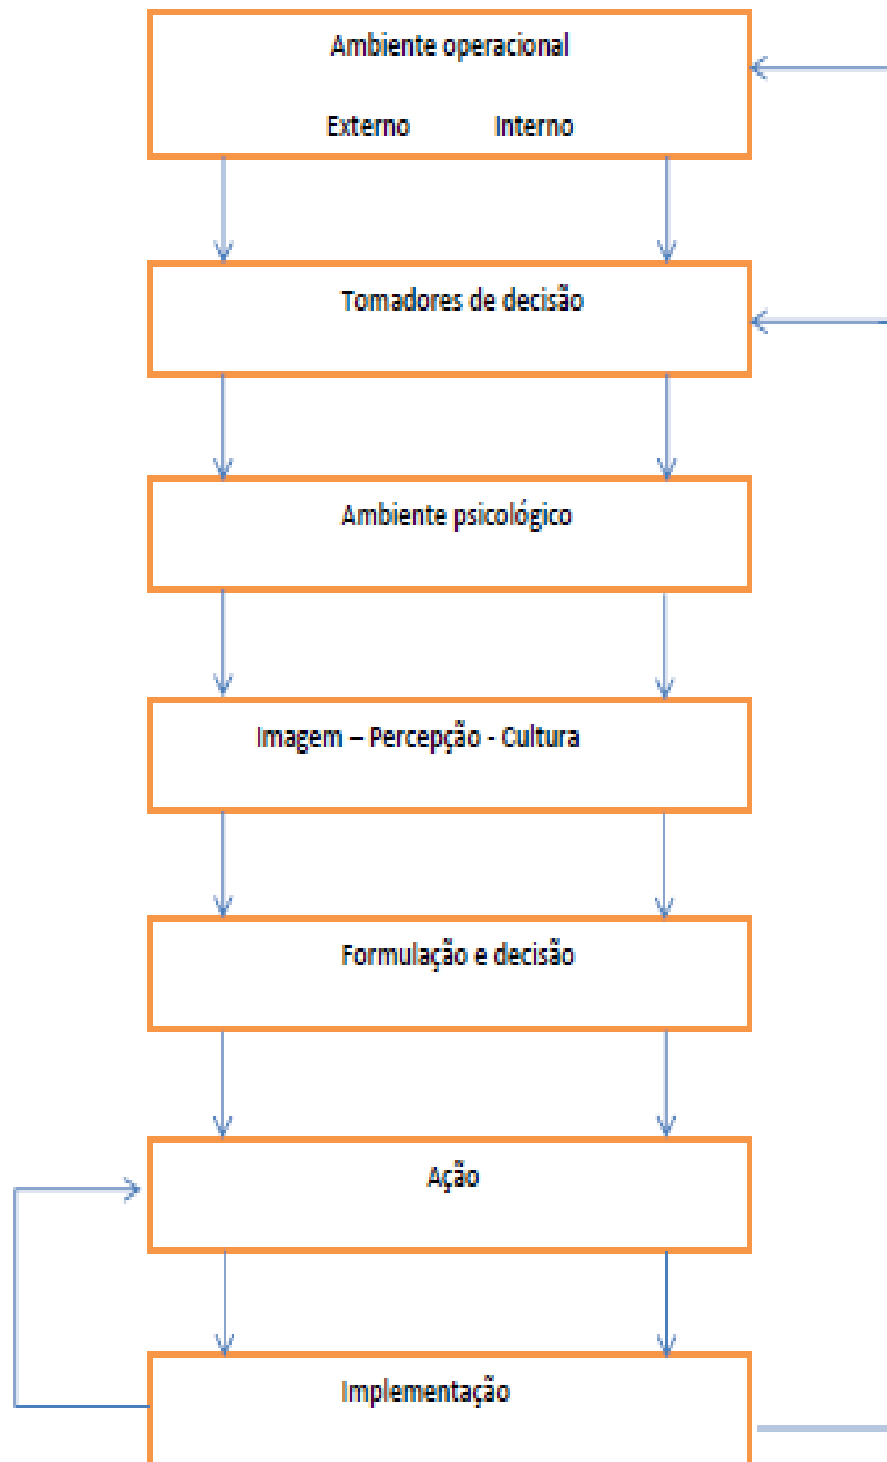 Ambiente operacional
Externo Interno
Tomadores de decisão
Ambiente psicológico
Imagem – Percepção - Cultura
Formulação e decisão
Ação
Implementação